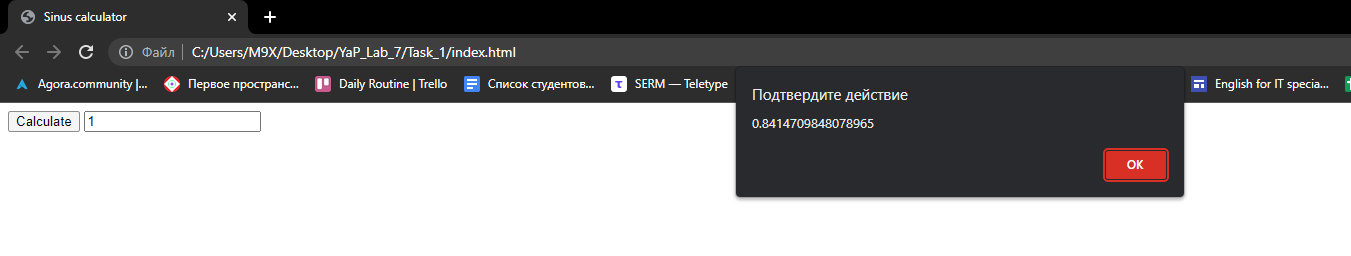 Sinus calculator
Файл C:/Users/M9X/Desktop/YaP_Lab_7/Task_1/index.html
Agora.community |... Первое пространс... Daily Routine | Trello Список студентов... SERM — Teletype English for IT specia...
Подтвердите действие
0.8414709848078965
OK
Calculate 1